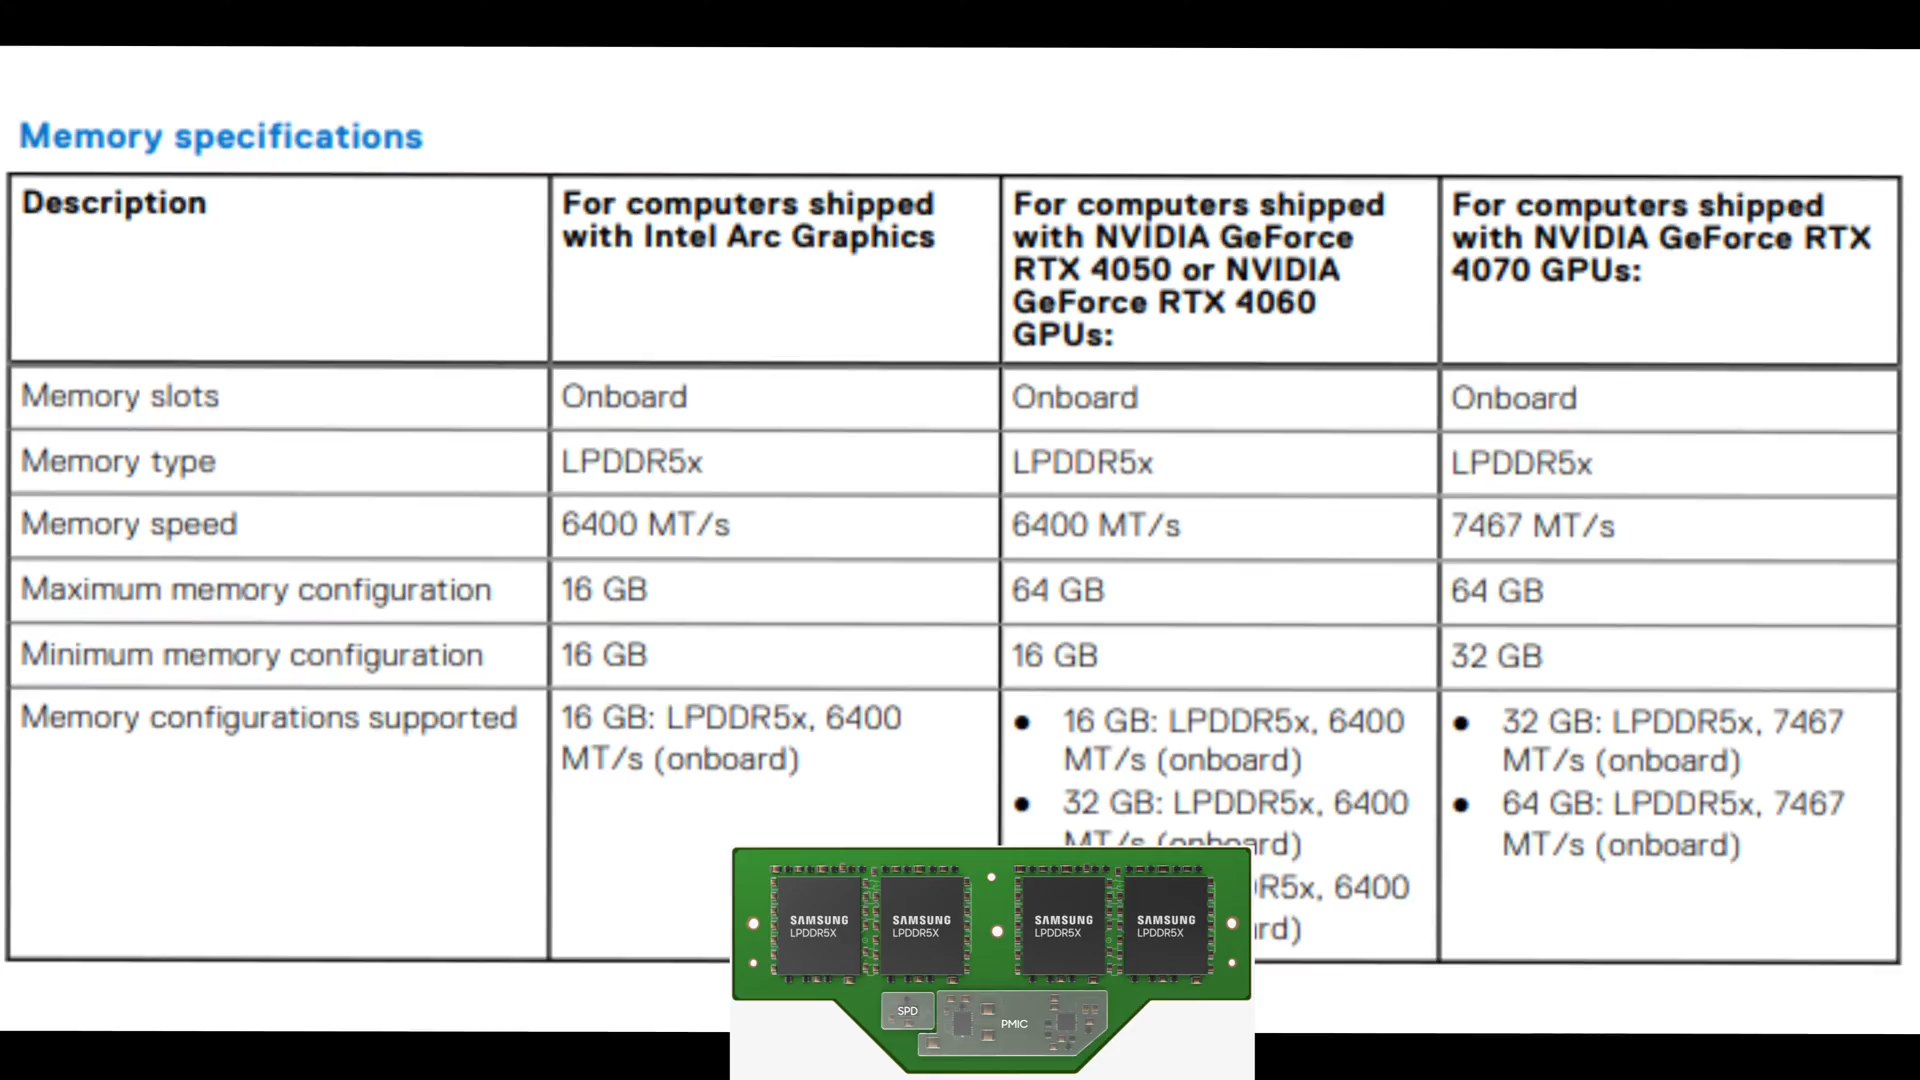 Memory specifications
Description
For computers shipped
with Intel Arc Graphics
For computers shipped
with NVIDIA GeForce
RTX 4050 or NVIDIA
GeForce RTX 4060
GPUs:
For computers shipped
with NVIDIA GeForce RTX
4070 GPUs:
Memory slots
Onboard
Onboard
Onboard
Memory type
LPDDR5x
LPDDR5x
LPDDR5x
Memory speed
6400 MT/s
6400 MT/s
7467 MT/s
Maximum memory configuration
16 GB
64 GB
64 GB
Minimum memory configuration
16 GB
16 GB
32 GB
Memory configurations supported
16 GB: LPDDR5x, 6400
MT/s (onboard)
● 16 GB: LPDDR5x, 6400
MT/s (onboard)
● 32 GB: LPDDR5x, 6400
MT/s (onboard)
R5x, 6400
rd)
● 32 GB: LPDDR5x, 7467
MT/s (onboard)
● 64 GB: LPDDR5x, 7467
MT/s (onboard)
SAMSUNG
LPDDR5X
SAMSUNG
LPDDR5X
SAMSUNG
LPDDR5X
SAMSUNG
LPDDR5X
SPD
PMIC